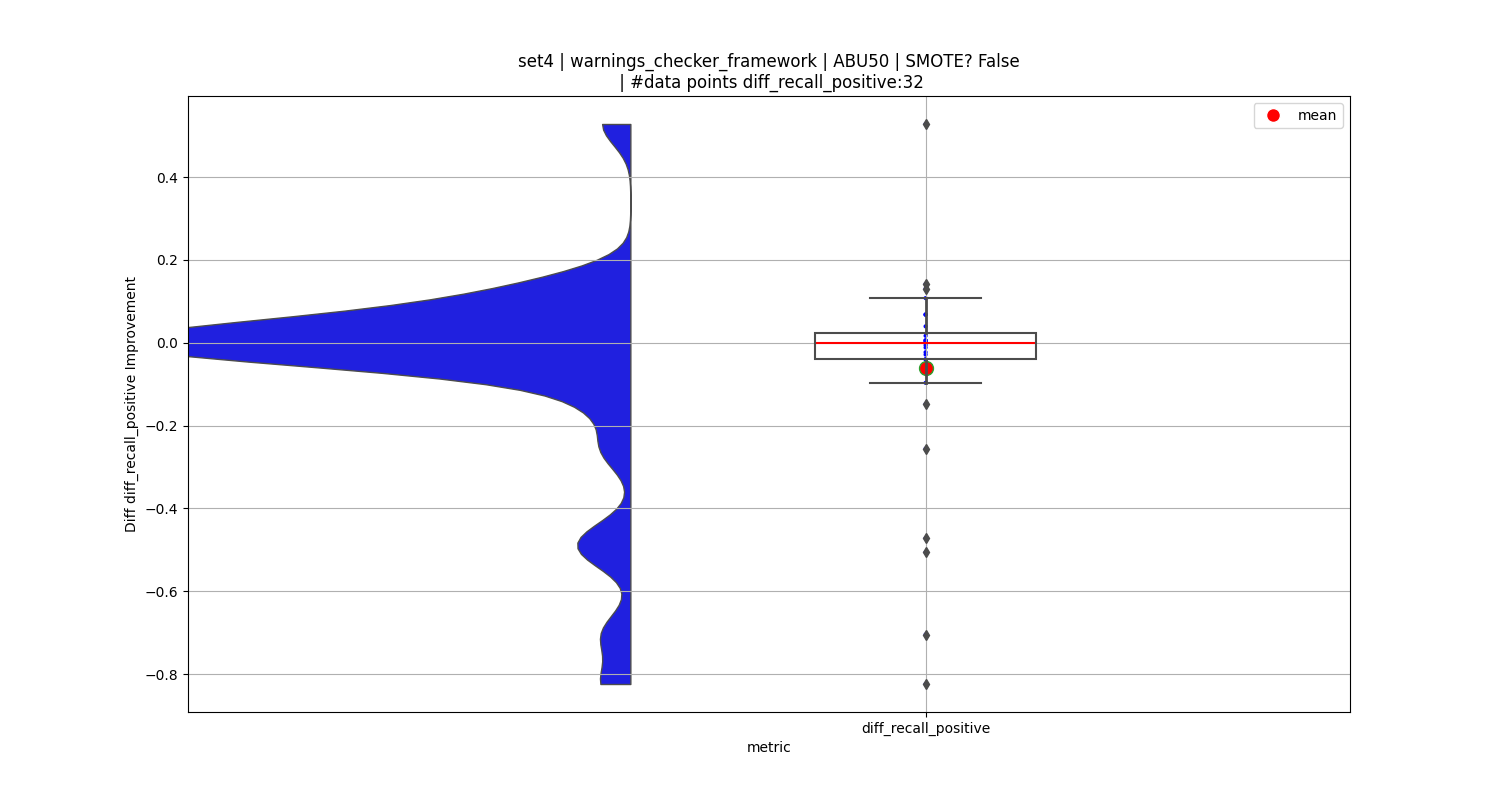 set4 | warnings_checker_framework | ABU50 | SMOTE? False
| #data points diff_recall_positive:32
mean
0.4
0.2
0.0
−0.2
−0.4
−0.6
−0.8
Diff diff_recall_positive Improvement
diff_recall_positive
metric